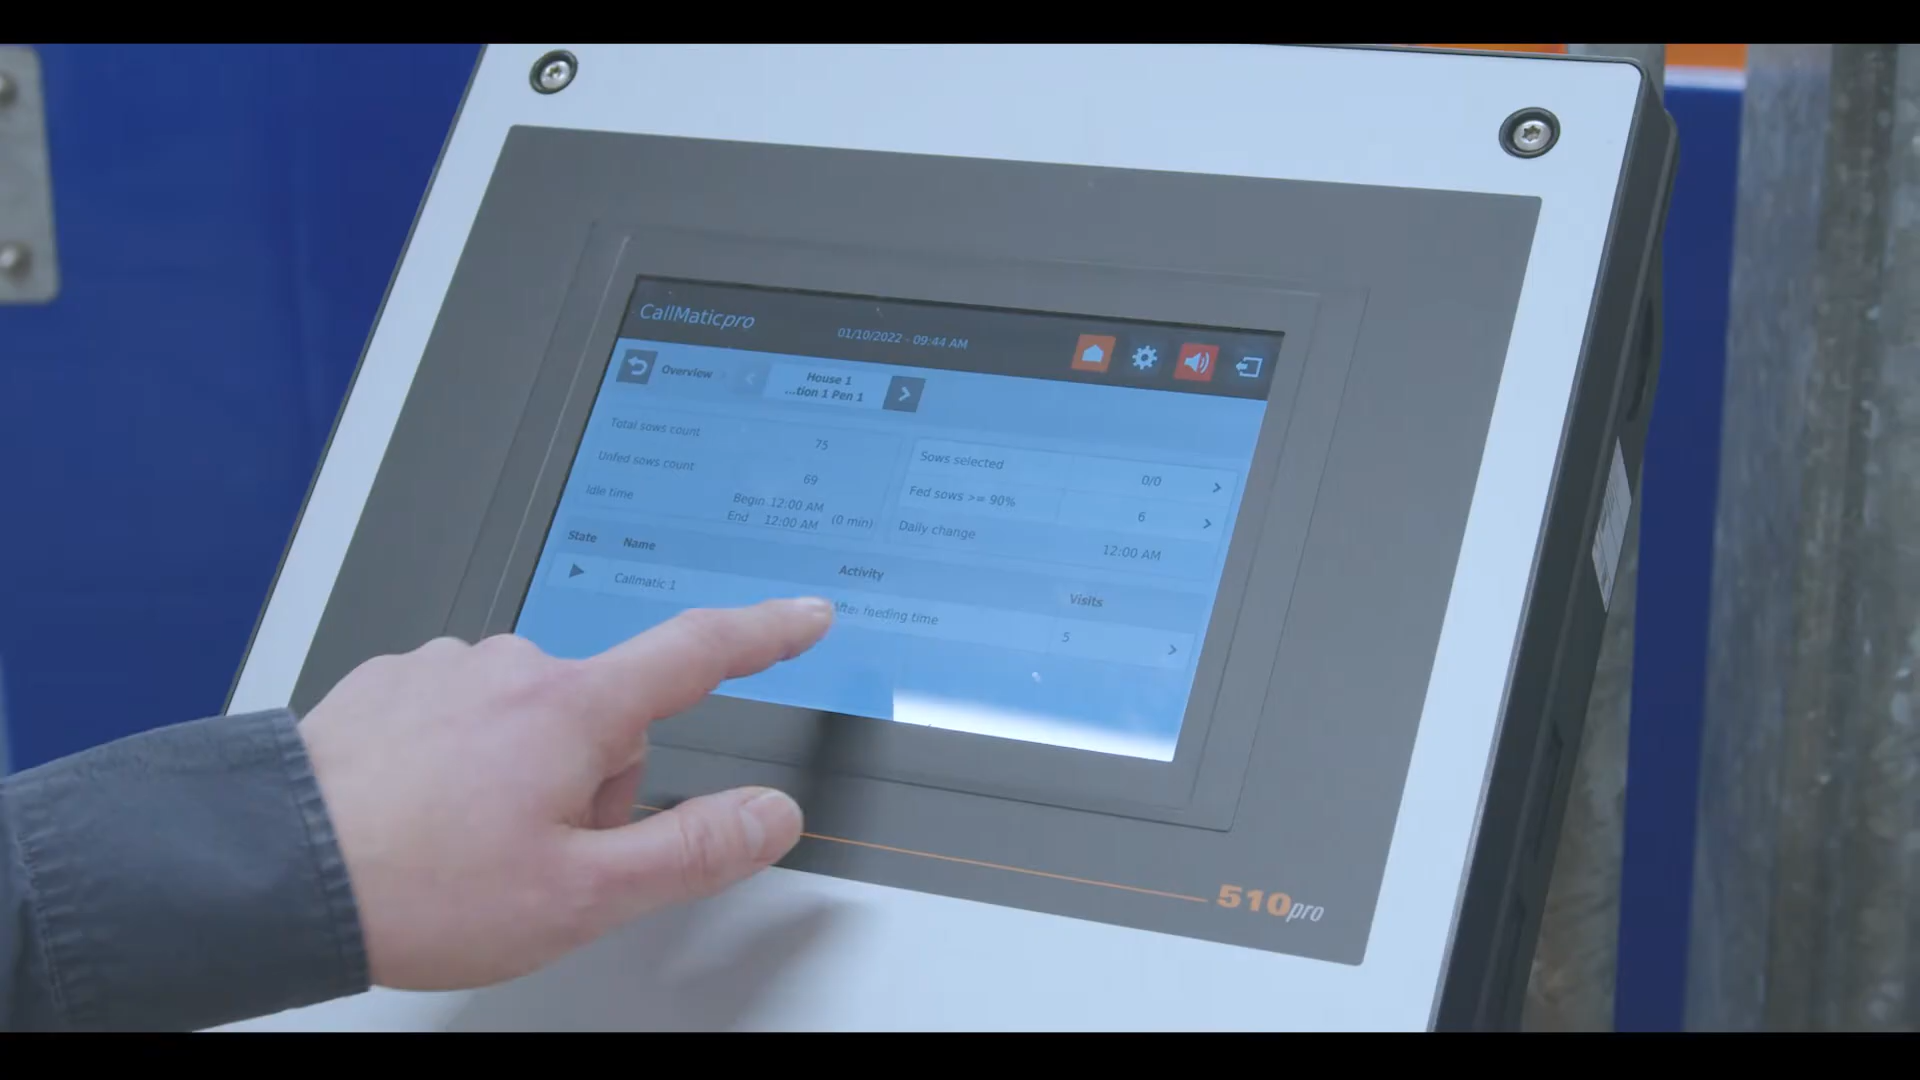 CallMaticpro
01/10/2022 - 09:44 AM
Overview
House 1
...tion 1 Pen 1
Total sows count 75
Unfed sows count 69
Idle time Begin 12:00 AM
End 12:00 AM (0 min)
Sows selected 0/0
Fed sows >= 90% 6
Daily change 12:00 AM
State Name Activity Visits
Callmatic 1 After feeding time 5
510pro